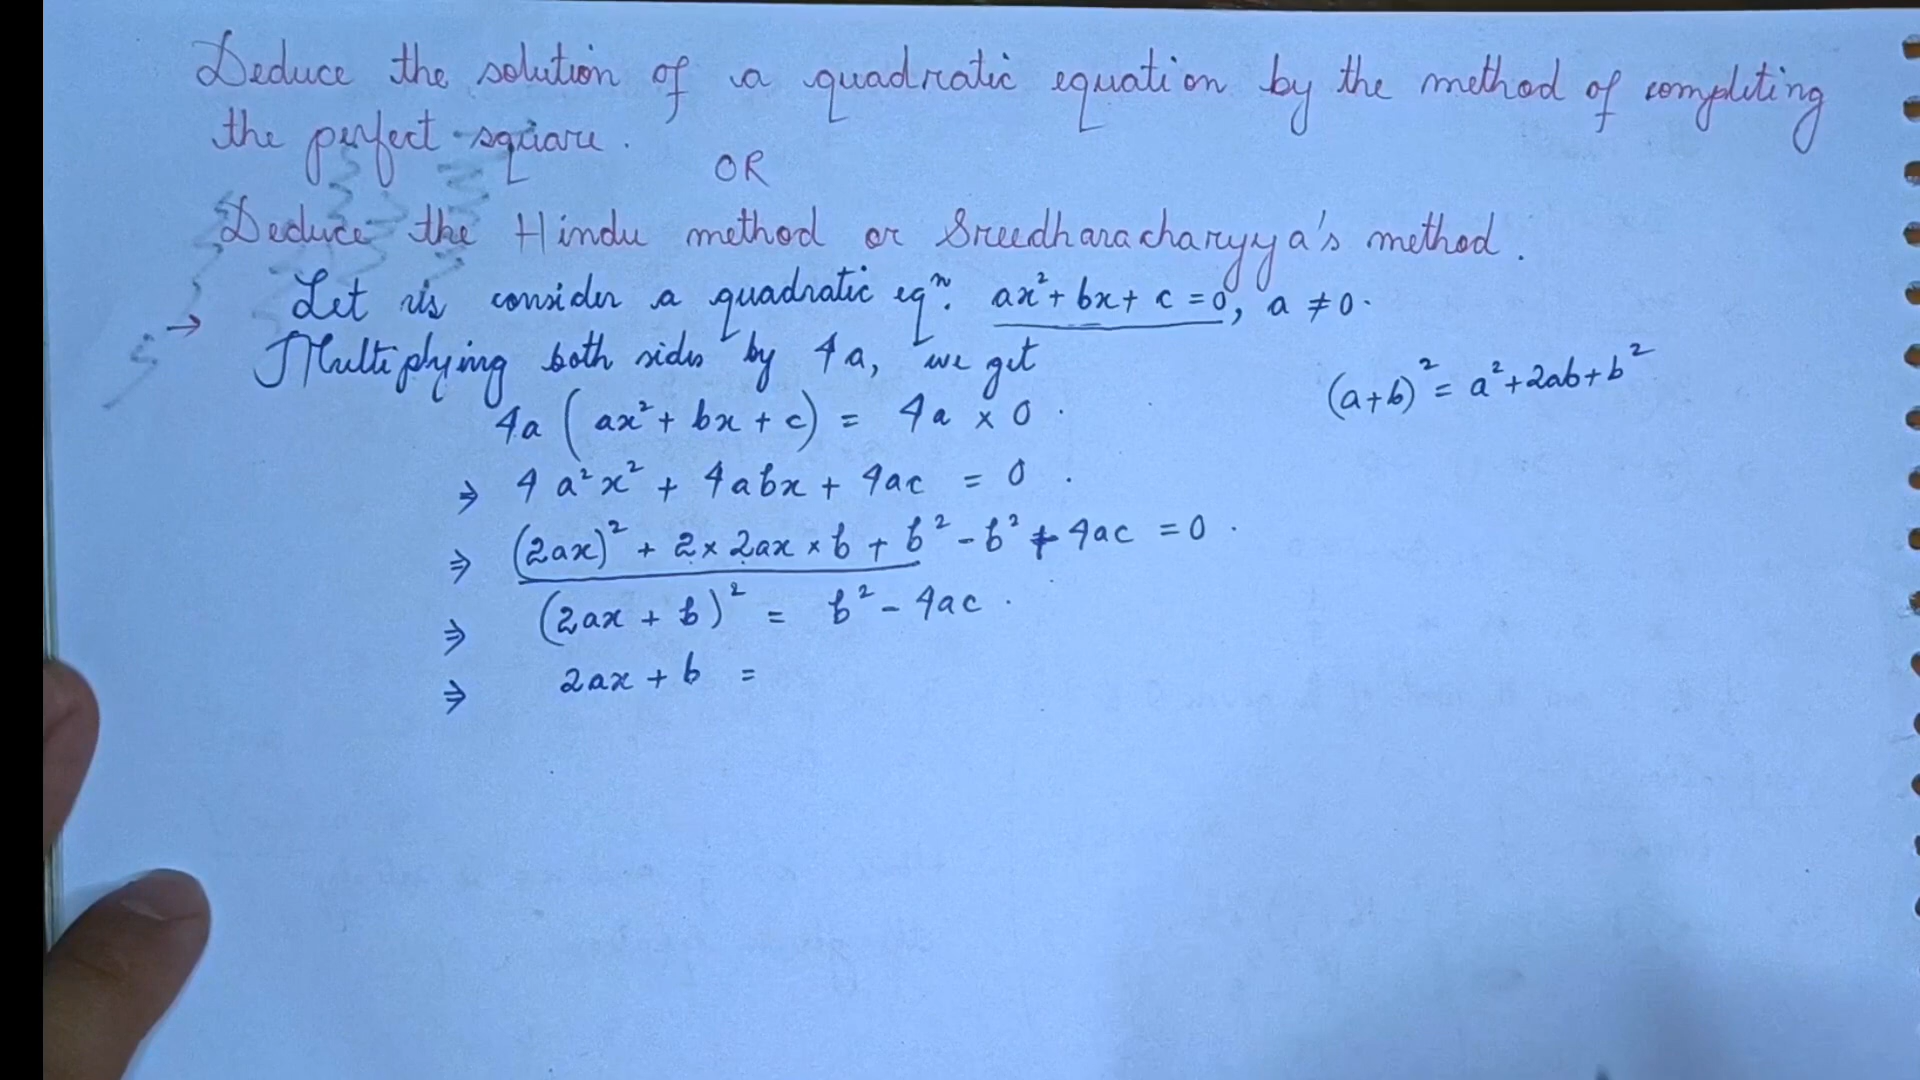 Deduce the solution of a quadratic equation by the method of completing
the perfect square.
OR
Deduce the Hindu method or Sreedharacharyya's method.
→ Let us consider a quadratic eqⁿ. ax² + bx + c = 0, a ≠ 0.
Multiplying both sides by 4a, we get
(a+b)² = a²+2ab+b²
4a (ax² + bx + c) = 4a × 0.
⇒ 4a²x² + 4abx + 4ac = 0.
⇒ (2ax)² + 2 × 2ax × b + b² - b² + 4ac = 0.
⇒ (2ax + b)² = b² - 4ac.
⇒ 2ax + b =